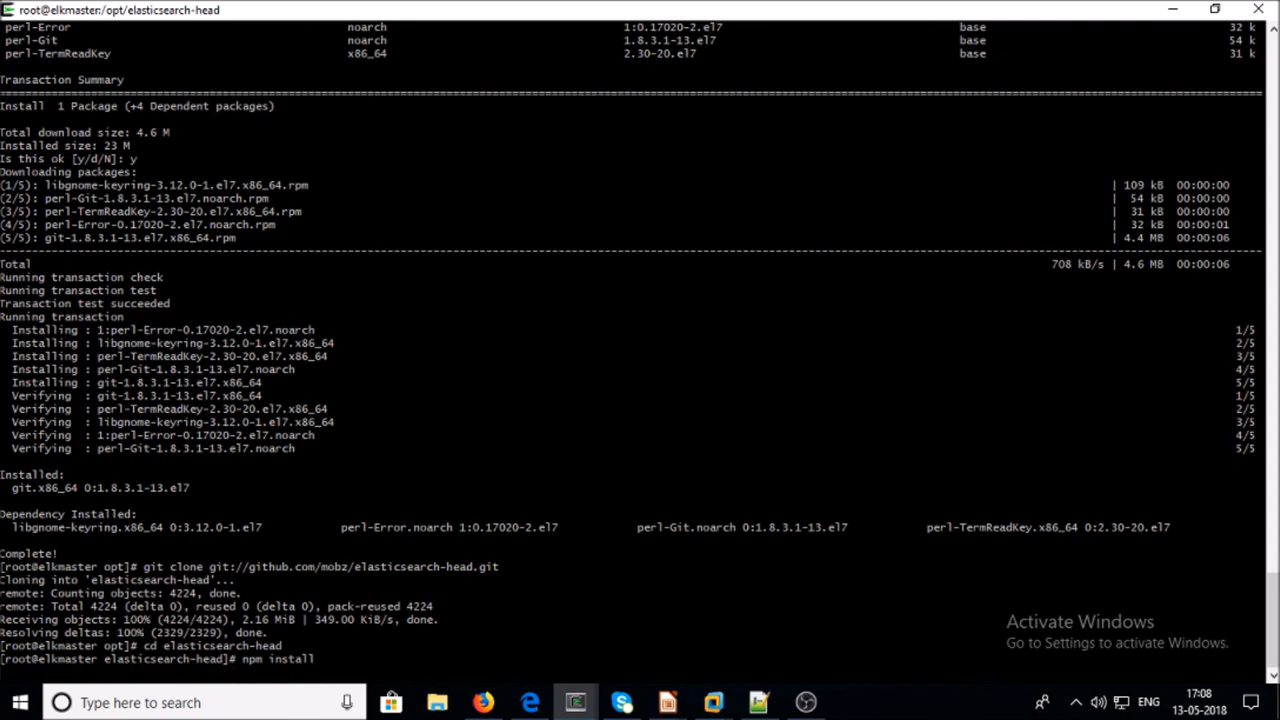 root@elkmaster:/opt/elasticsearch-head
perl-Error noarch 1:0.17020-2.el7 base 32 k
perl-Git noarch 1.8.3.1-13.el7 base 54 k
perl-TermReadKey x86_64 2.30-20.el7 base 31 k
Transaction Summary
================================================================================
Install 1 Package (+4 Dependent packages)
Total download size: 4.6 M
Installed size: 23 M
Is this ok [y/d/N]: y
Downloading packages:
(1/5): libgnome-keyring-3.12.0-1.el7.x86_64.rpm | 109 kB 00:00:00
(2/5): perl-Git-1.8.3.1-13.el7.noarch.rpm | 54 kB 00:00:00
(3/5): perl-TermReadKey-2.30-20.el7.x86_64.rpm | 31 kB 00:00:00
(4/5): perl-Error-0.17020-2.el7.noarch.rpm | 32 kB 00:00:01
(5/5): git-1.8.3.1-13.el7.x86_64.rpm | 4.4 MB 00:00:06
--------------------------------------------------------------------------------
Total 708 kB/s | 4.6 MB 00:00:06
Running transaction check
Running transaction test
Transaction test succeeded
Running transaction
Installing : 1:perl-Error-0.17020-2.el7.noarch 1/5
Installing : libgnome-keyring-3.12.0-1.el7.x86_64 2/5
Installing : perl-TermReadKey-2.30-20.el7.x86_64 3/5
Installing : perl-Git-1.8.3.1-13.el7.noarch 4/5
Installing : git-1.8.3.1-13.el7.x86_64 5/5
Verifying : git-1.8.3.1-13.el7.x86_64 1/5
Verifying : perl-TermReadKey-2.30-20.el7.x86_64 2/5
Verifying : libgnome-keyring-3.12.0-1.el7.x86_64 3/5
Verifying : 1:perl-Error-0.17020-2.el7.noarch 4/5
Verifying : perl-Git-1.8.3.1-13.el7.noarch 5/5
Installed:
git.x86_64 0:1.8.3.1-13.el7
Dependency Installed:
libgnome-keyring.x86_64 0:3.12.0-1.el7 perl-Error.noarch 1:0.17020-2.el7 perl-Git.noarch 0:1.8.3.1-13.el7 perl-TermReadKey.x86_64 0:2.30-20.el7
Complete!
[root@elkmaster opt]# git clone git://github.com/mobz/elasticsearch-head.git
Cloning into 'elasticsearch-head'...
remote: Counting objects: 4224, done.
remote: Total 4224 (delta 0), reused 0 (delta 0), pack-reused 4224
Receiving objects: 100% (4224/4224), 2.16 MiB | 349.00 KiB/s, done.
Resolving deltas: 100% (2329/2329), done.
[root@elkmaster opt]# cd elasticsearch-head
[root@elkmaster elasticsearch-head]# npm install
Activate Windows
Go to Settings to activate Windows.
Type here to search
ENG
17:08
13-05-2018